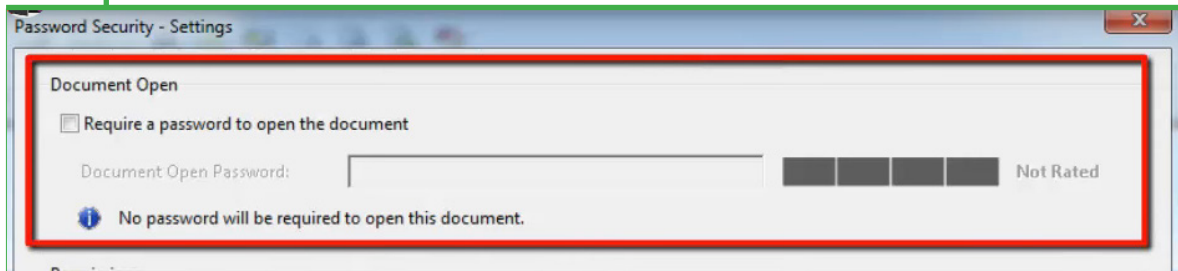 Password Security - Settings
Document Open
Require a password to open the document
Document Open Password: Not Rated
No password will be required to open this document.